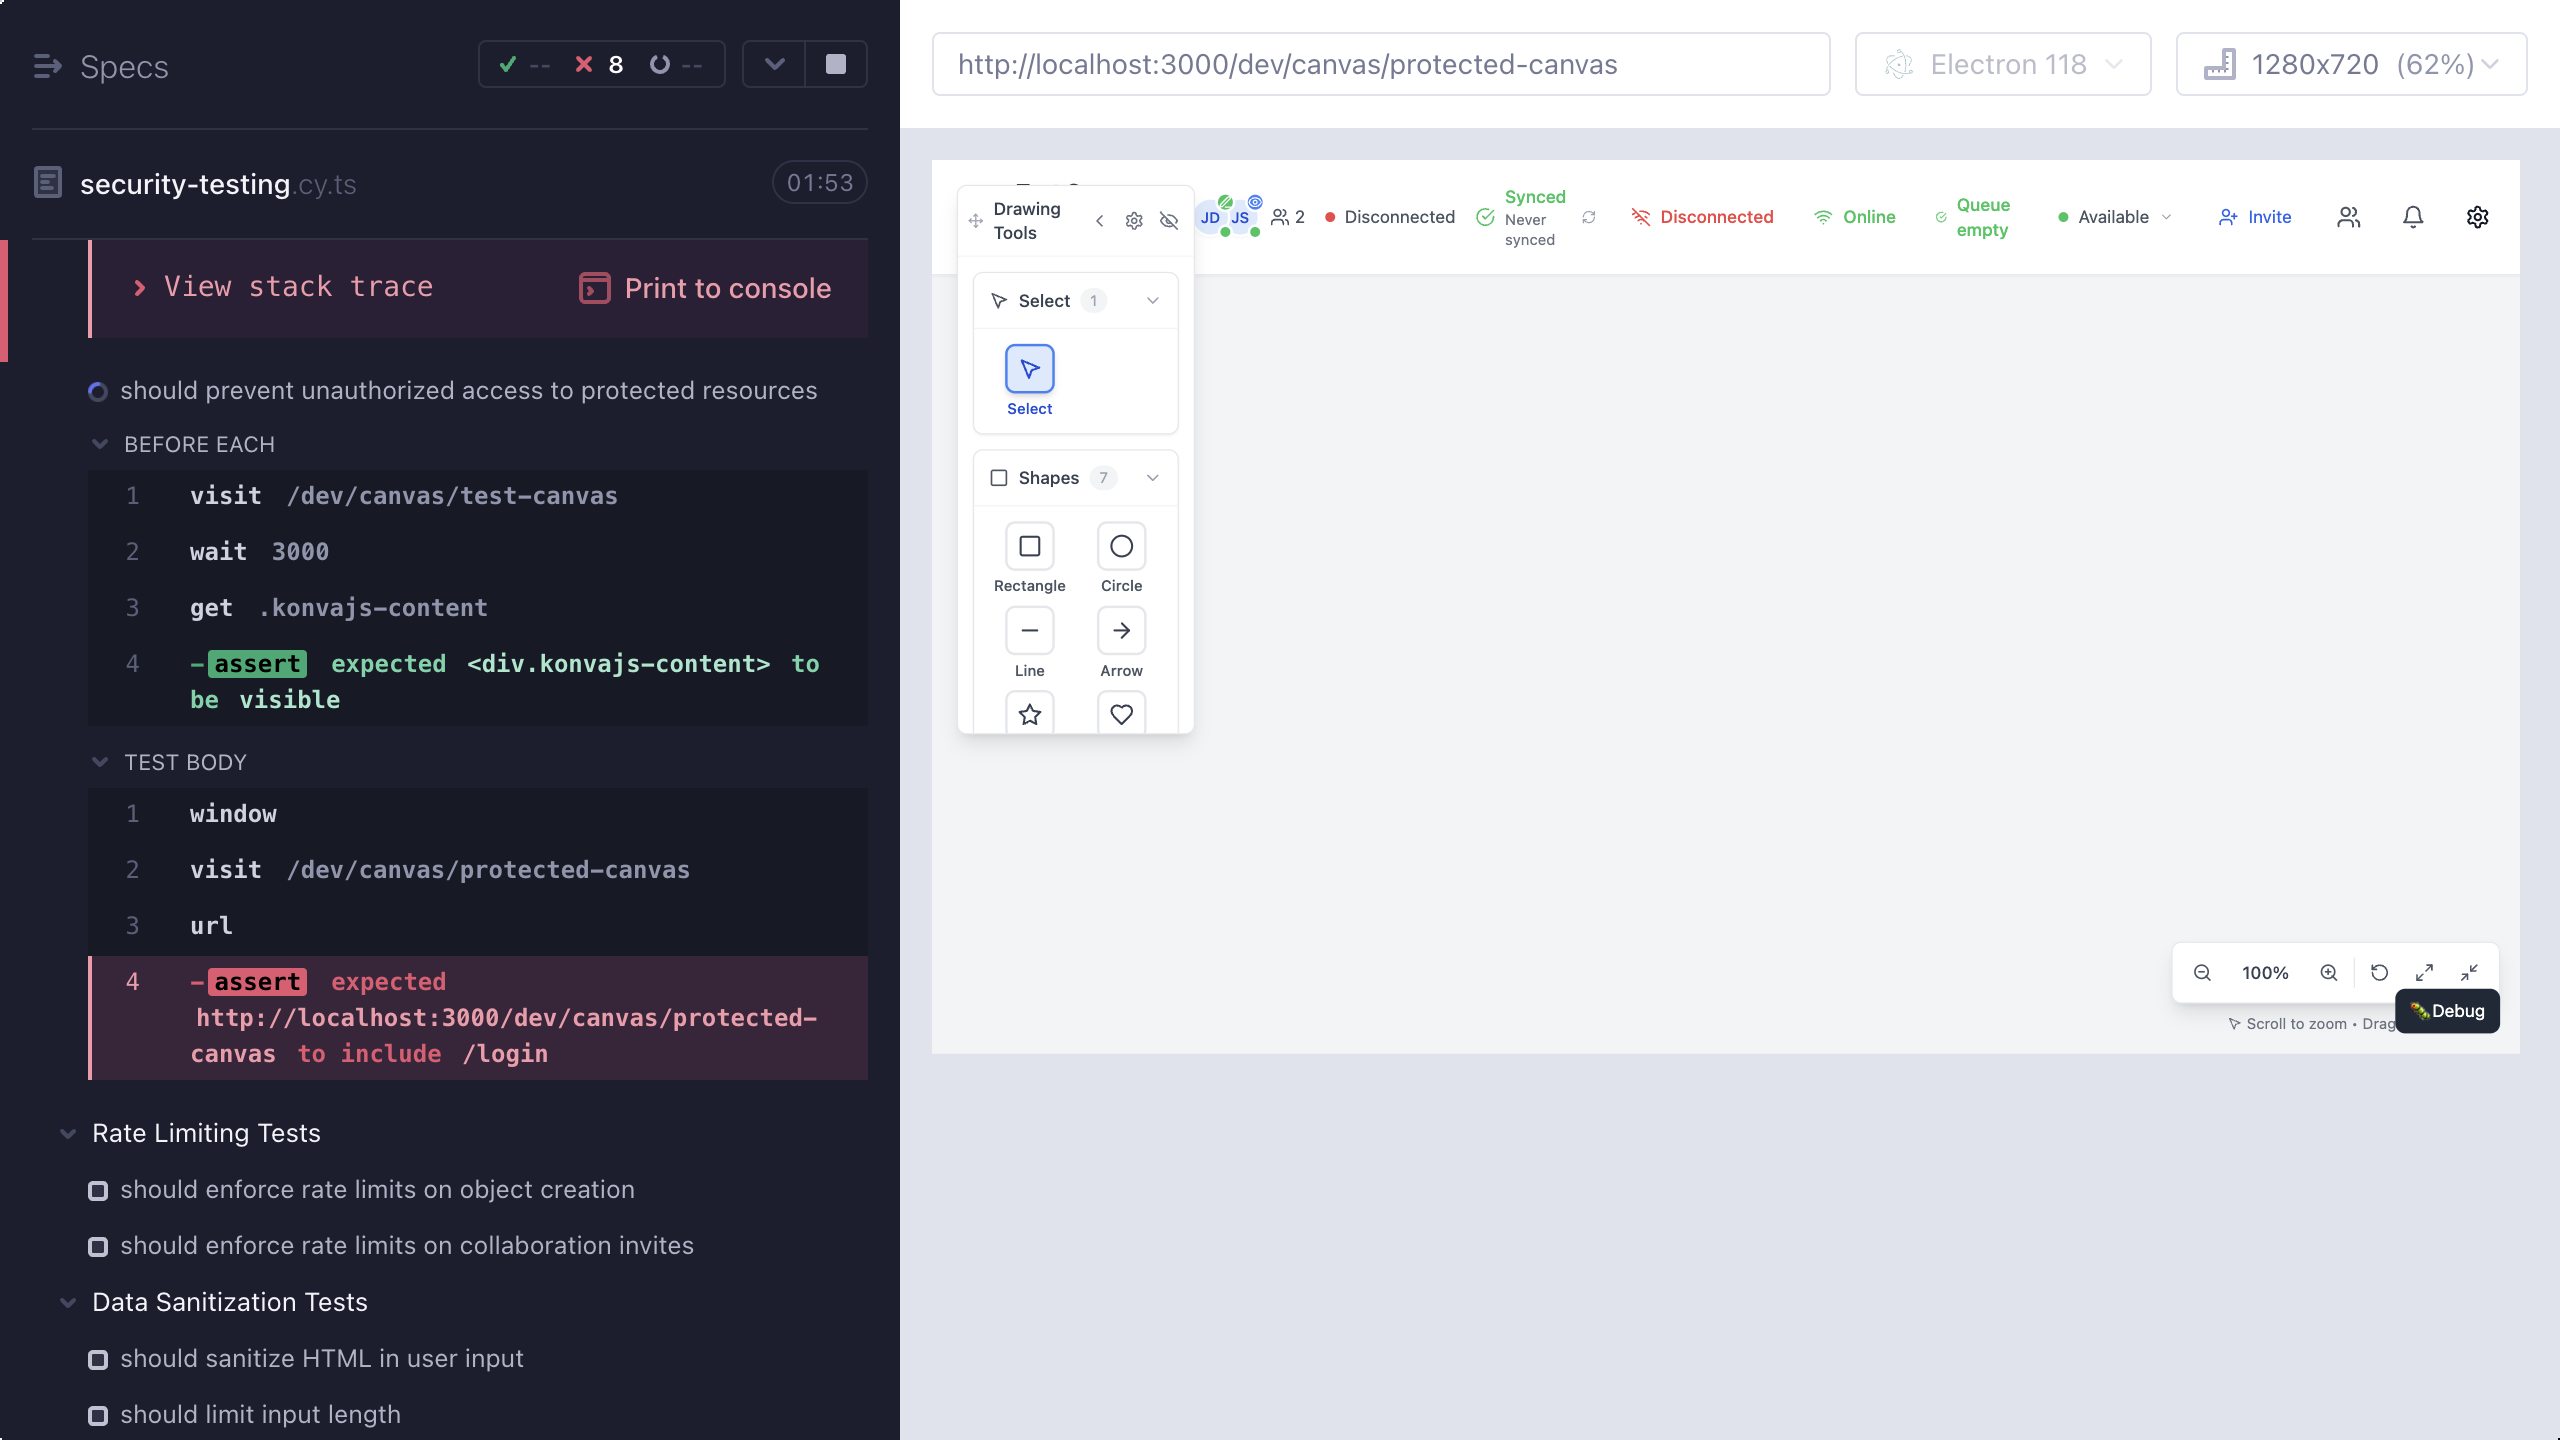 Specs
-- 8 --
security-testing.cy.ts
01:53
View stack trace
Print to console
should prevent unauthorized access to protected resources
BEFORE EACH
1 visit /dev/canvas/test-canvas
2 wait 3000
3 get .konvajs-content
4 -assert expected <div.konvajs-content> to
be visible
TEST BODY
1 window
2 visit /dev/canvas/protected-canvas
3 url
4 -assert expected
http://localhost:3000/dev/canvas/protected-
canvas to include /login
Rate Limiting Tests
should enforce rate limits on object creation
should enforce rate limits on collaboration invites
Data Sanitization Tests
should sanitize HTML in user input
should limit input length
http://localhost:3000/dev/canvas/protected-canvas
Electron 118
1280x720 (62%)
Drawing
Tools
JD
JS
2
Disconnected
Synced
Never
synced
Disconnected
Online
Queue
empty
Available
Invite
Select 1
Select
Shapes 7
Rectangle
Circle
Line
Arrow
100%
Scroll to zoom • Drag
Debug